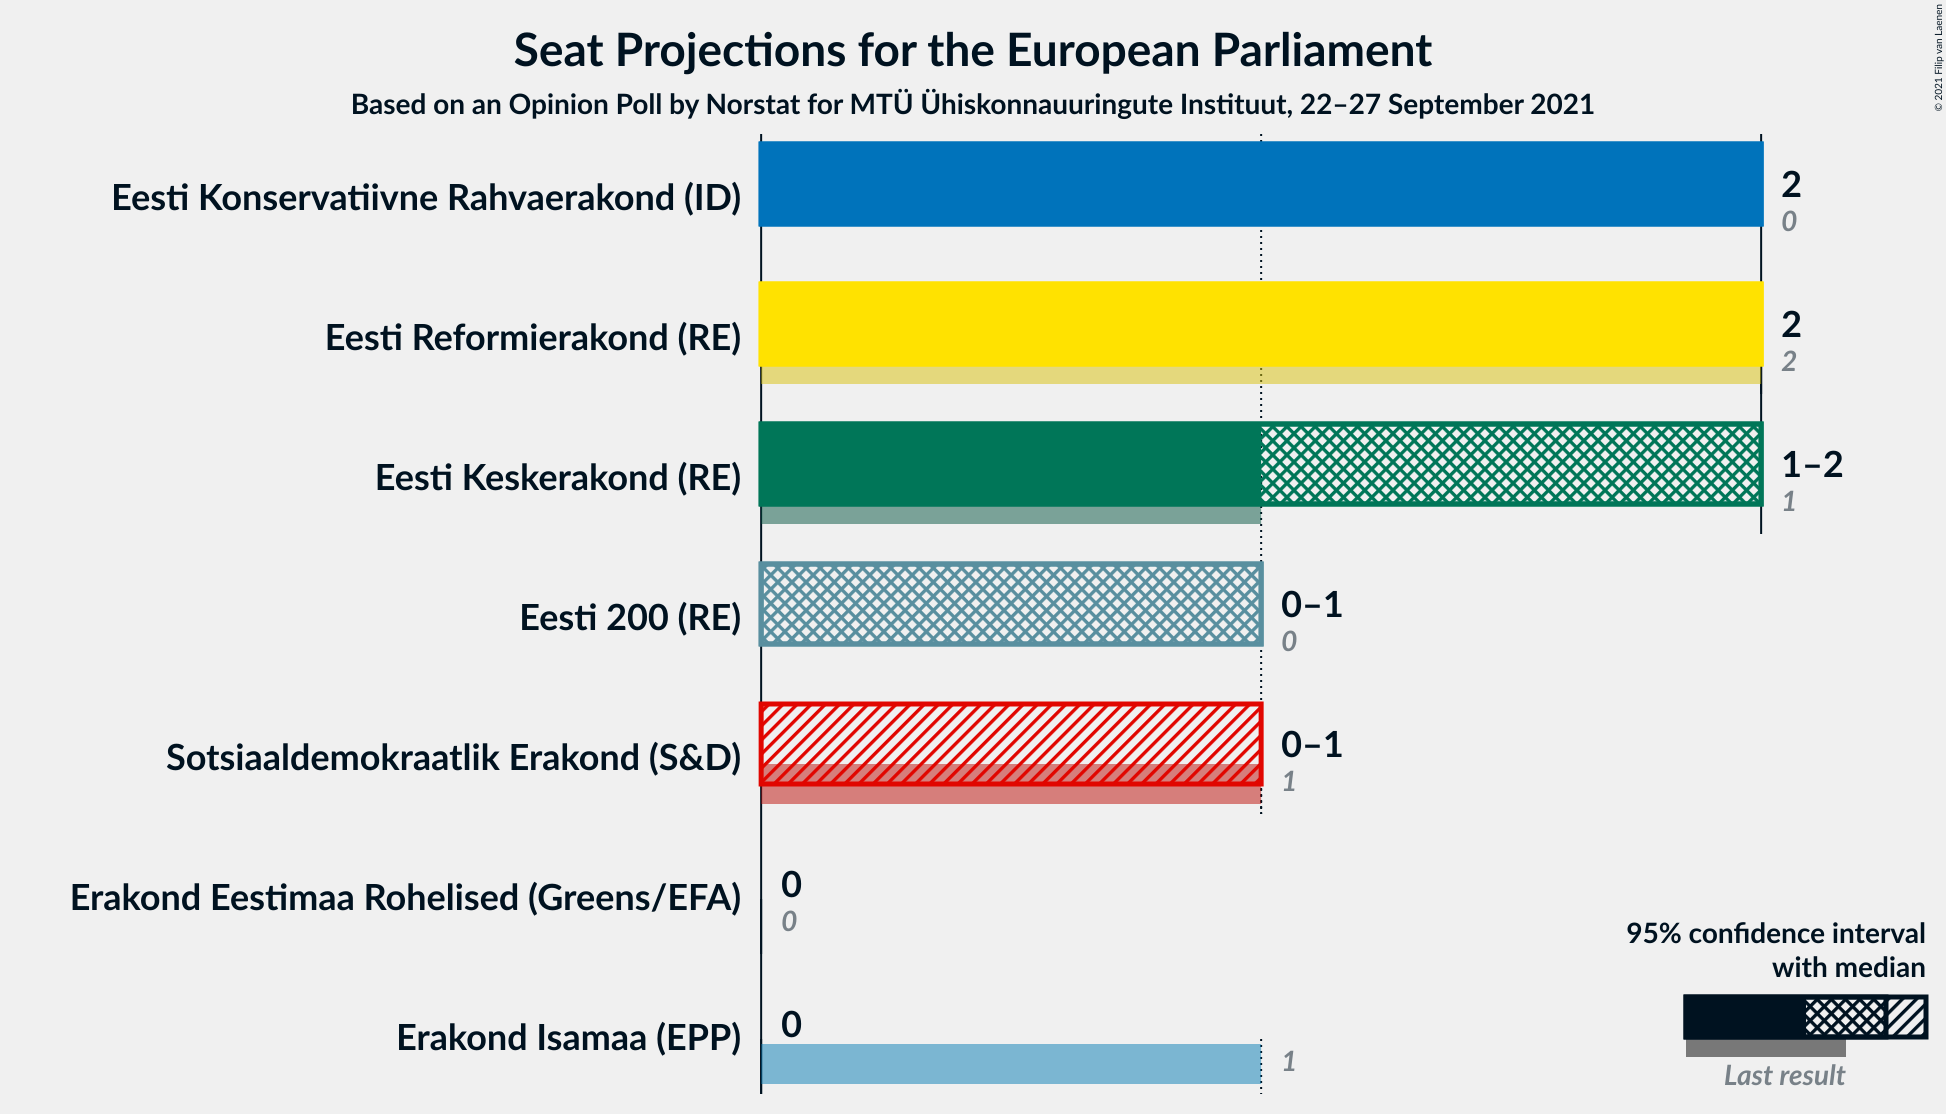 Seat Projections for the European Parliament
Based on an Opinion Poll by Norstat for MTÜ Ühiskonnauuringute Instituut, 22–27 September 2021
© 2021 Filip van Laenen
Eesti Konservatiivne Rahvaerakond (ID)
2
0
Eesti Reformierakond (RE)
2
2
Eesti Keskerakond (RE)
1–2
1
Eesti 200 (RE)
0–1
0
Sotsiaaldemokraatlik Erakond (S&D)
0–1
1
Erakond Eestimaa Rohelised (Greens/EFA)
0
0
Erakond Isamaa (EPP)
0
1
95% confidence interval
with median
Last result